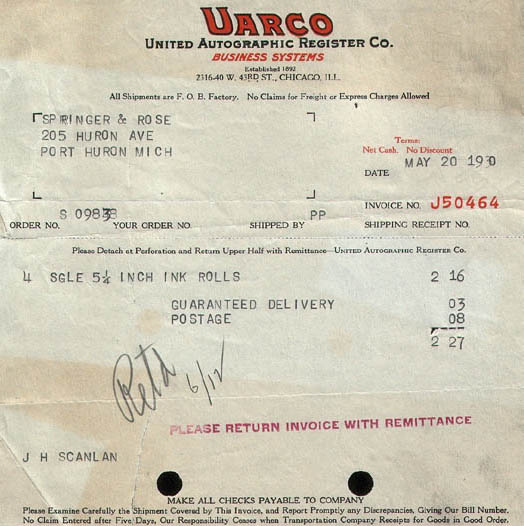 UARCO
UNITED AUTOGRAPHIC REGISTER CO.
BUSINESS SYSTEMS
Established 1892
2316-40 W. 43RD ST., CHICAGO, ILL.
All Shipments are F. O. B. Factory. No Claims for Freight or Express Charges Allowed
SPRINGER & ROSE
205 HURON AVE
PORT HURON MICH
Terms:
Net Cash. No Discount
DATE MAY 20 1930
INVOICE NO. J50464
ORDER NO. S 09838 YOUR ORDER NO. SHIPPED BY PP SHIPPING RECEIPT NO.
Please Detach at Perforation and Return Upper Half with Remittance—UNITED AUTOGRAPHIC REGISTER CO.
4 SGLE 5¼ INCH INK ROLLS 2 16
GUARANTEED DELIVERY 03
POSTAGE 08
2 27
6/12
PLEASE RETURN INVOICE WITH REMITTANCE
J H SCANLAN
MAKE ALL CHECKS PAYABLE TO COMPANY
Please Examine Carefully the Shipment Covered by This Invoice, and Report Promptly any Discrepancies, Giving Our Bill Number.
No Claim Entered after Five Days, Our Responsibility Ceases when Transportation Company Receipts for Goods in Good Order.